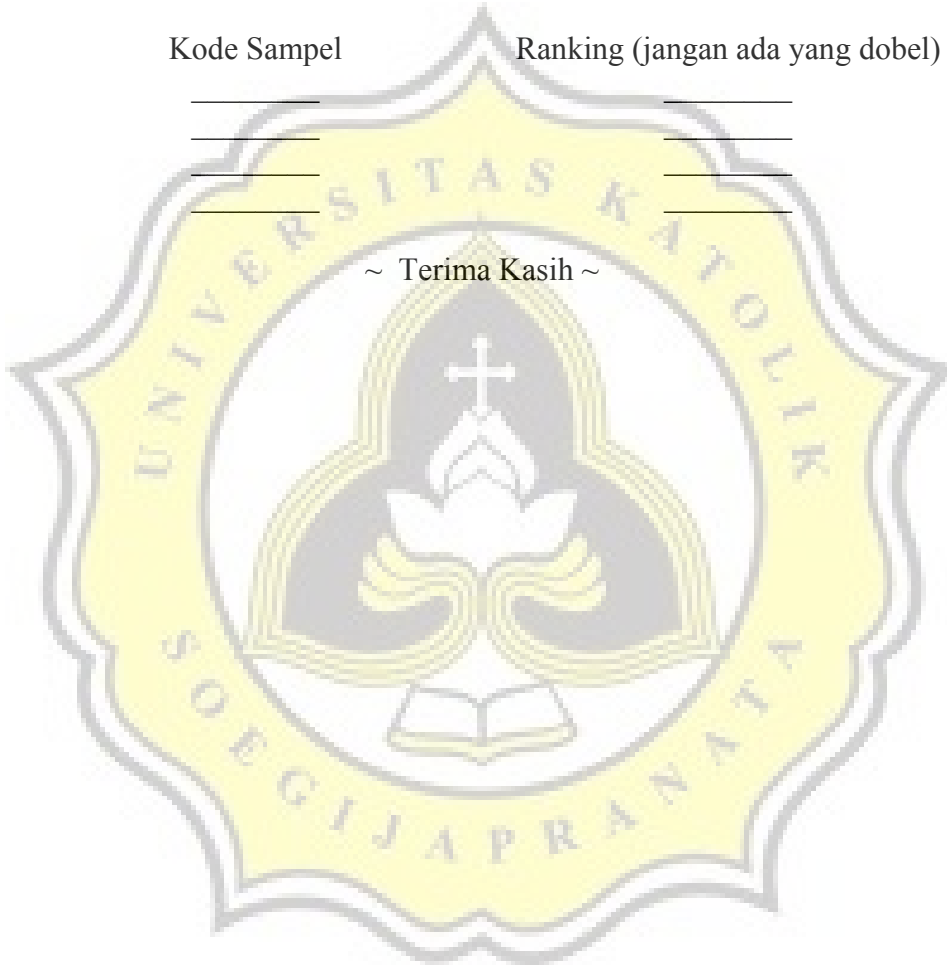 Kode Sampel Ranking (jangan ada yang dobel)
~ Terima Kasih ~
UNIVERSITAS KATOLIK
SOEGIJAPRANATA